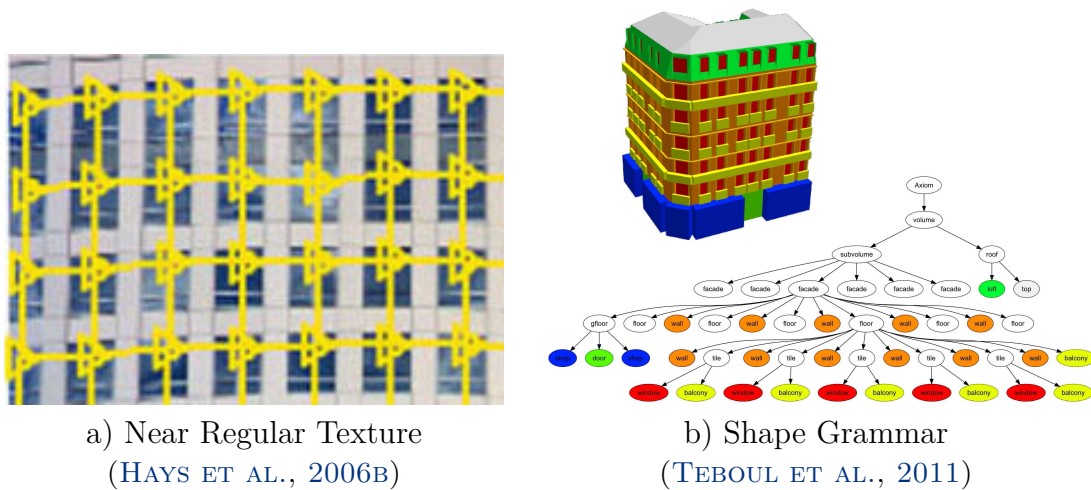 Axiom
volume
subvolume roof
facade facade facade facade facade facade loft top
gfloor floor wall floor wall floor wall floor wall floor wall floor
shop door shop wall tile wall tile wall tile wall tile wall tile wall balcony
window balcony window balcony window balcony window balcony window balcony
a) Near Regular Texture b) Shape Grammar
(HAYS ET AL., 2006B) (TEBOUL ET AL., 2011)